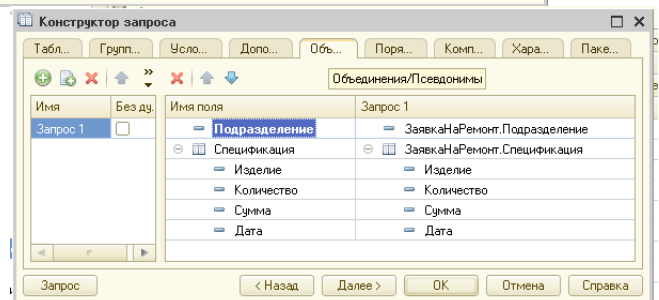 Конструктор запроса
Табл... Групп... Усло... Допо... Объ... Поря... Комп... Хара... Паке...
Объединения/Псевдонимы
Имя Без ду. Имя поля Запрос 1
Запрос 1 Подразделение ЗаявкаНаРемонт.Подразделение
Спецификация ЗаявкаНаРемонт.Спецификация
Изделие Изделие
Количество Количество
Сумма Сумма
Дата Дата
Запрос < Назад Далее > OK Отмена Справка